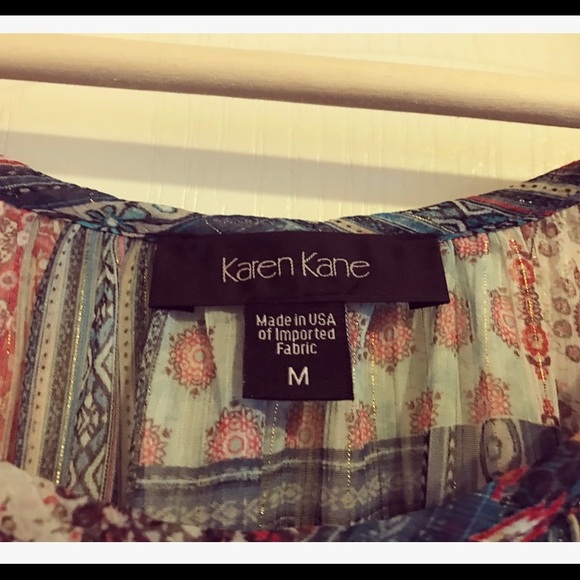 Karen Kane
Made in USA
of Imported
Fabric
M